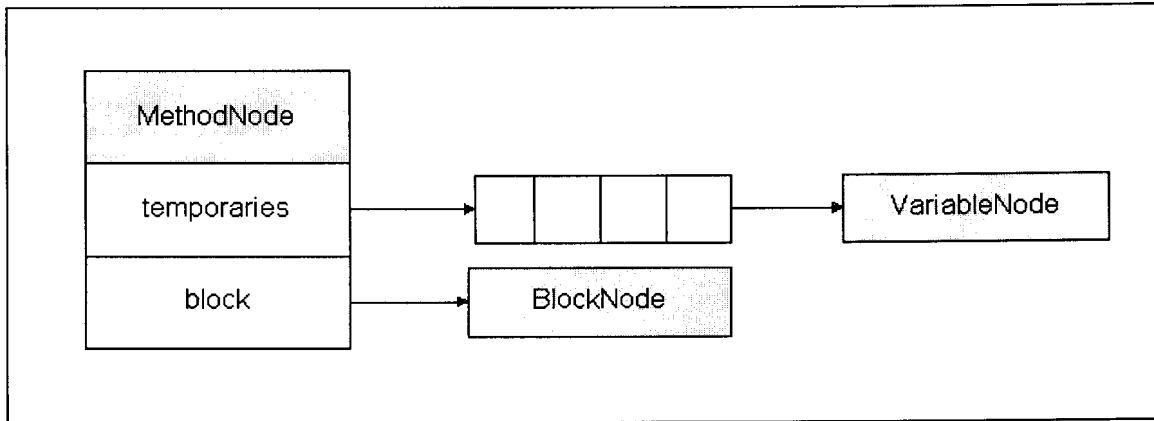 MethodNode
temporaries
VariableNode
block
BlockNode